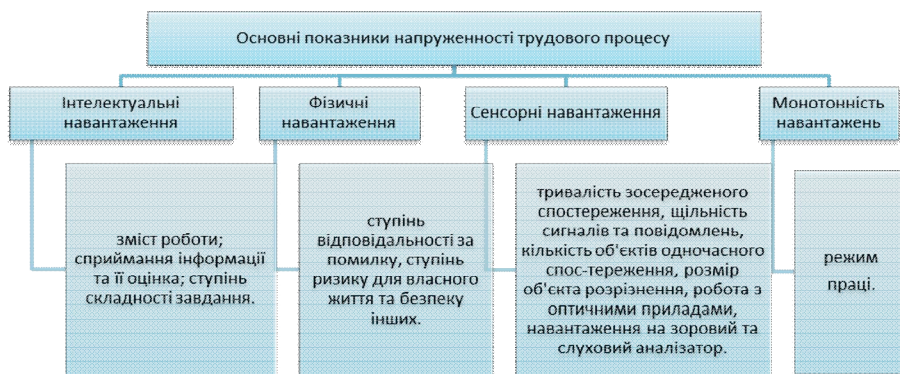 Основні показники напруженності трудового процесу
Інтелектуальні
навантаження
Фізичні
навантаження
Сенсорні навантаження
Монотонність
навантажень
зміст роботи;
сприймання інформації
та її оцінка; ступінь
складності завдання.
ступінь
відповідальності за
помилку, ступінь
ризику для власного
життя та безпеку
інших.
тривалість зосередженого
спостереження, щільність
сигналів та повідомлень,
кількість об'єктів одночасного
спос-тереження, розмір
об'єкта розрізнення, робота з
оптичними приладами,
навантаження на зоровий та
слуховий аналізатор.
режим
праці.